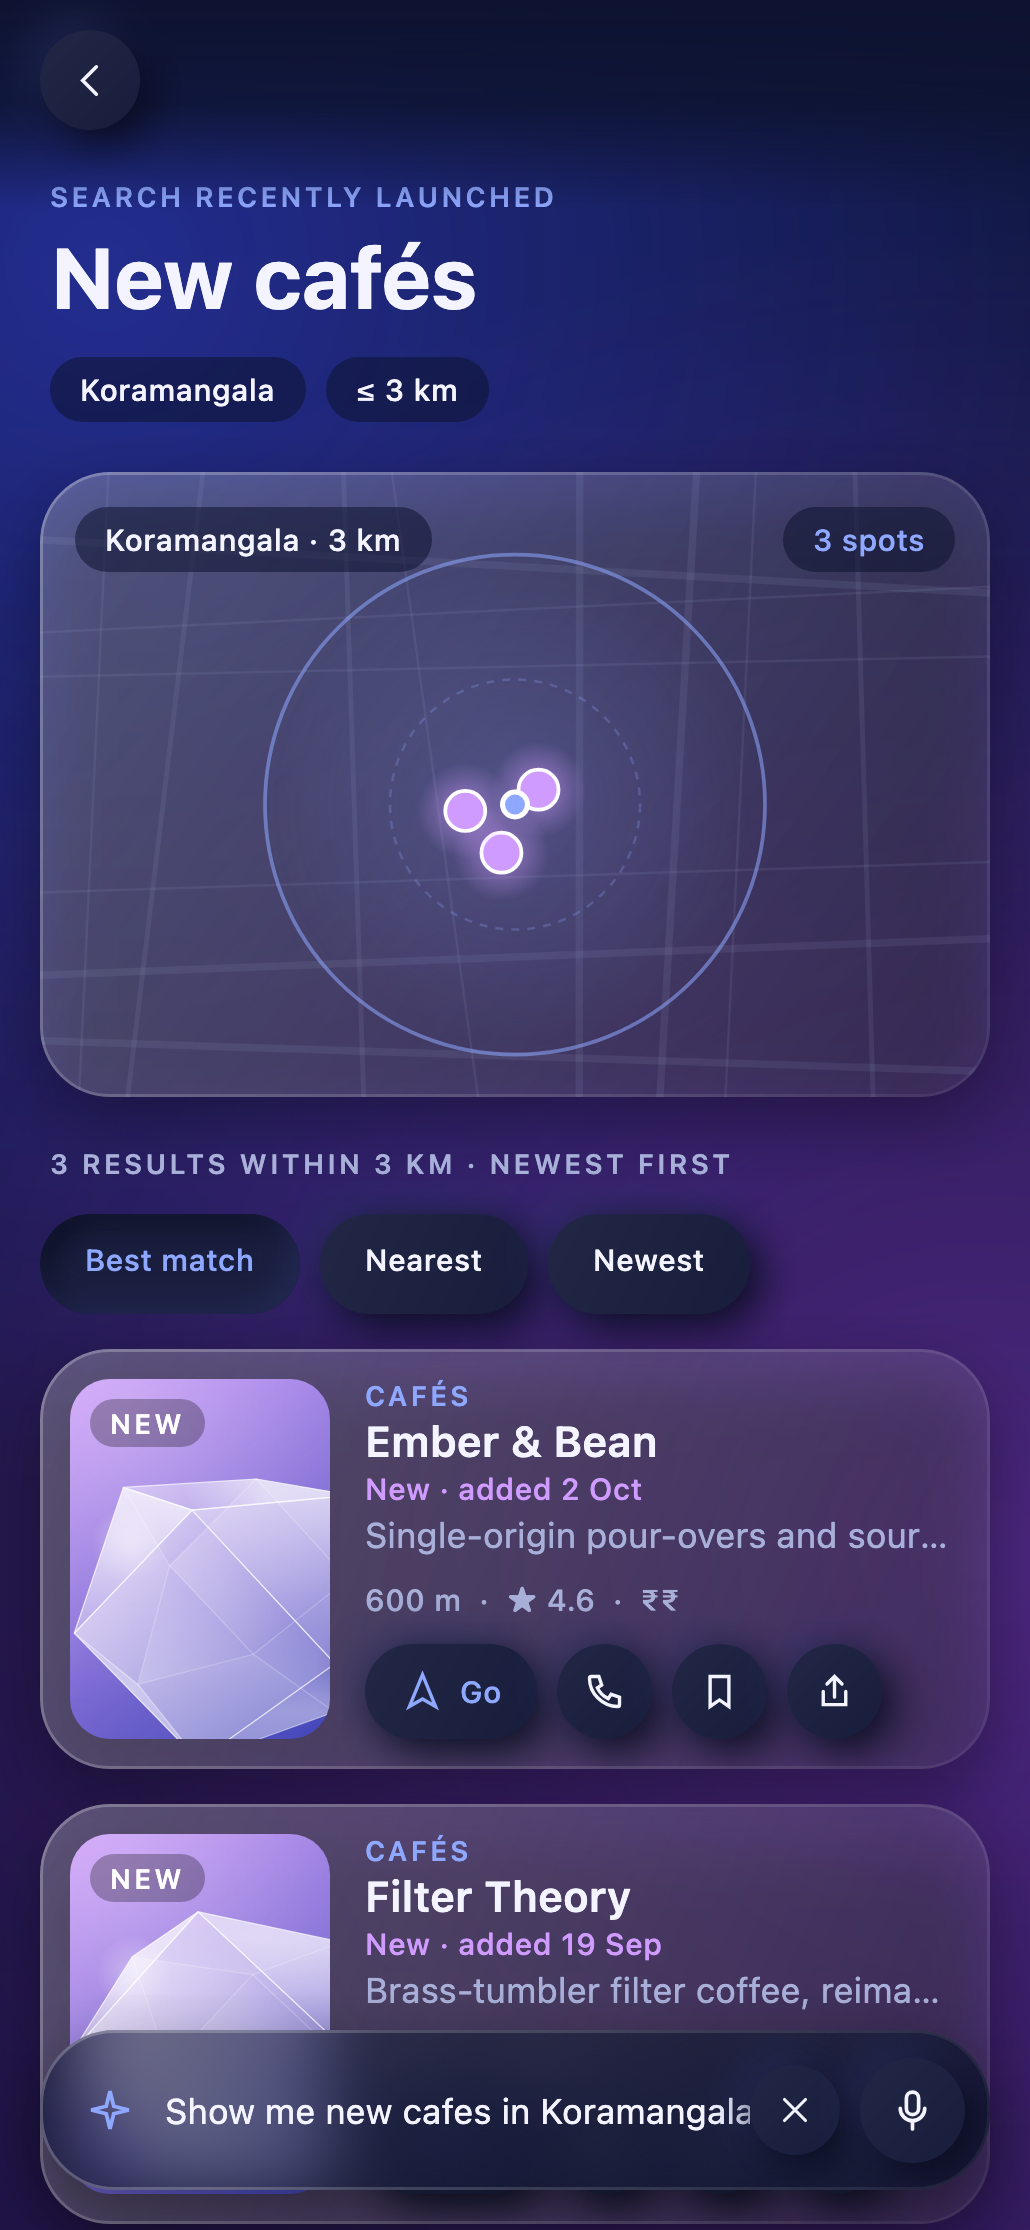 SEARCH RECENTLY LAUNCHED
New cafés
Koramangala
≤ 3 km
Koramangala · 3 km
3 spots
3 RESULTS WITHIN 3 KM · NEWEST FIRST
Best match
Nearest
Newest
NEW
CAFÉS
Ember & Bean
New · added 2 Oct
Single-origin pour-overs and sour...
600 m · ★ 4.6 · ₹₹
Go
NEW
CAFÉS
Filter Theory
New · added 19 Sep
Brass-tumbler filter coffee, reima...
Show me new cafes in Koramangala